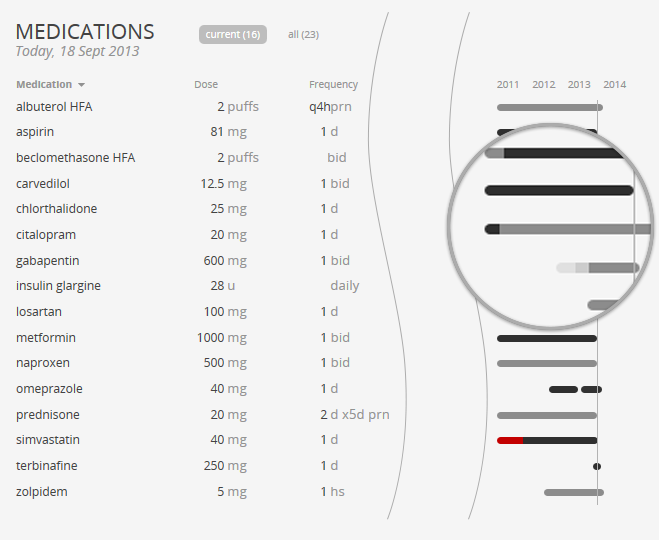 MEDICATIONS current (16) all (23)
Today, 18 Sept 2013
Medication Dose Frequency 2011 2012 2013 2014
albuterol HFA 2 puffs q4hprn
aspirin 81 mg 1 d
beclomethasone HFA 2 puffs bid
carvedilol 12.5 mg 1 bid
chlorthalidone 25 mg 1 d
citalopram 20 mg 1 d
gabapentin 600 mg 1 bid
insulin glargine 28 u daily
losartan 100 mg 1 d
metformin 1000 mg 1 bid
naproxen 500 mg 1 bid
omeprazole 40 mg 1 d
prednisone 20 mg 2 d x5d prn
simvastatin 40 mg 1 d
terbinafine 250 mg 1 d
zolpidem 5 mg 1 hs